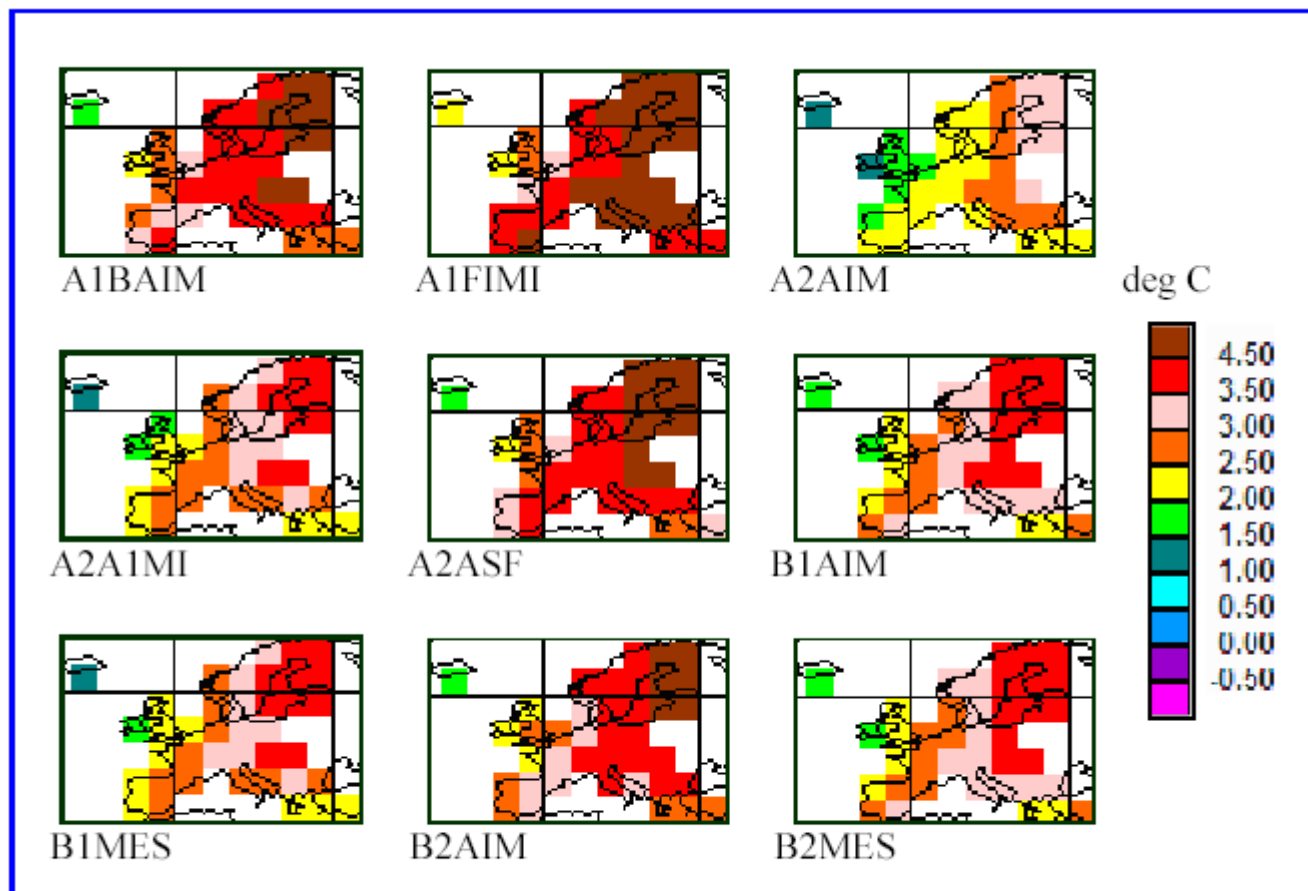 A1BAIM
A1FIMI
A2AIM
deg C
4.50
3.50
3.00
2.50
2.00
1.50
1.00
0.50
0.00
-0.50
A2A1MI
A2ASF
B1AIM
B1MES
B2AIM
B2MES